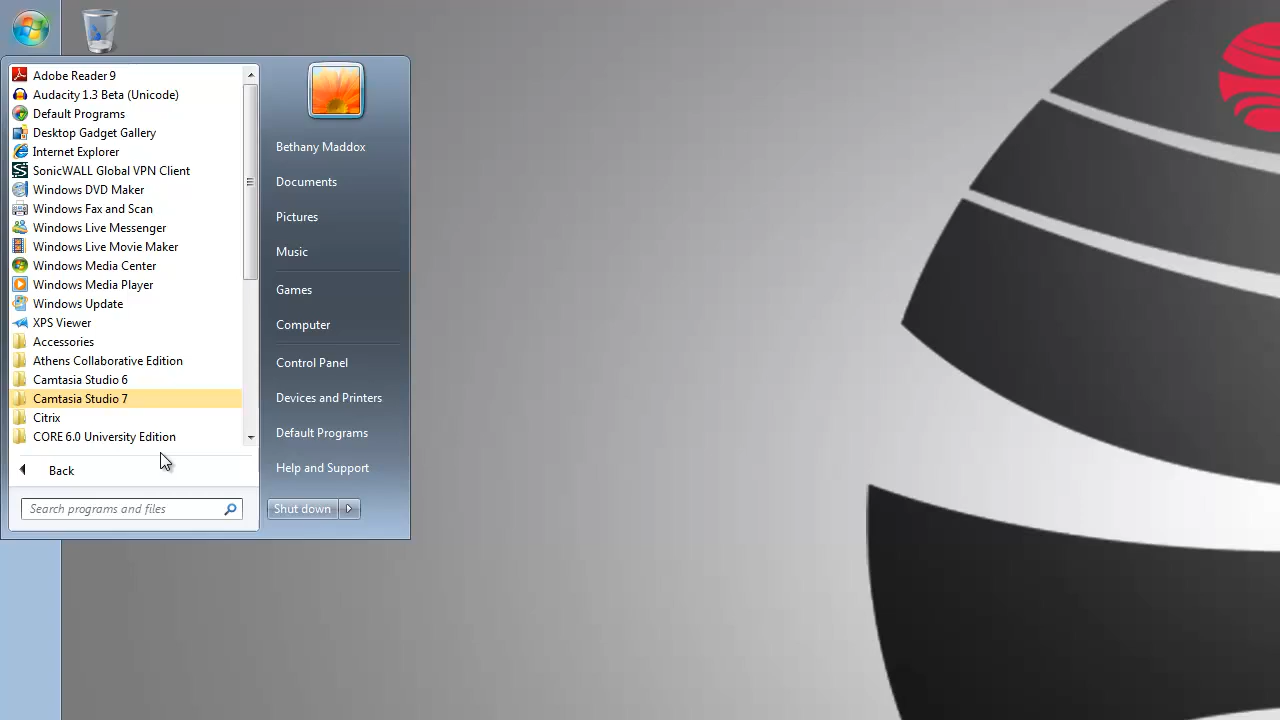 Adobe Reader 9
Audacity 1.3 Beta (Unicode)
Default Programs
Desktop Gadget Gallery
Internet Explorer
SonicWALL Global VPN Client
Windows DVD Maker
Windows Fax and Scan
Windows Live Messenger
Windows Live Movie Maker
Windows Media Center
Windows Media Player
Windows Update
XPS Viewer
Accessories
Athens Collaborative Edition
Camtasia Studio 6
Camtasia Studio 7
Citrix
CORE 6.0 University Edition
Back
Search programs and files
Bethany Maddox
Documents
Pictures
Music
Games
Computer
Control Panel
Devices and Printers
Default Programs
Help and Support
Shut down